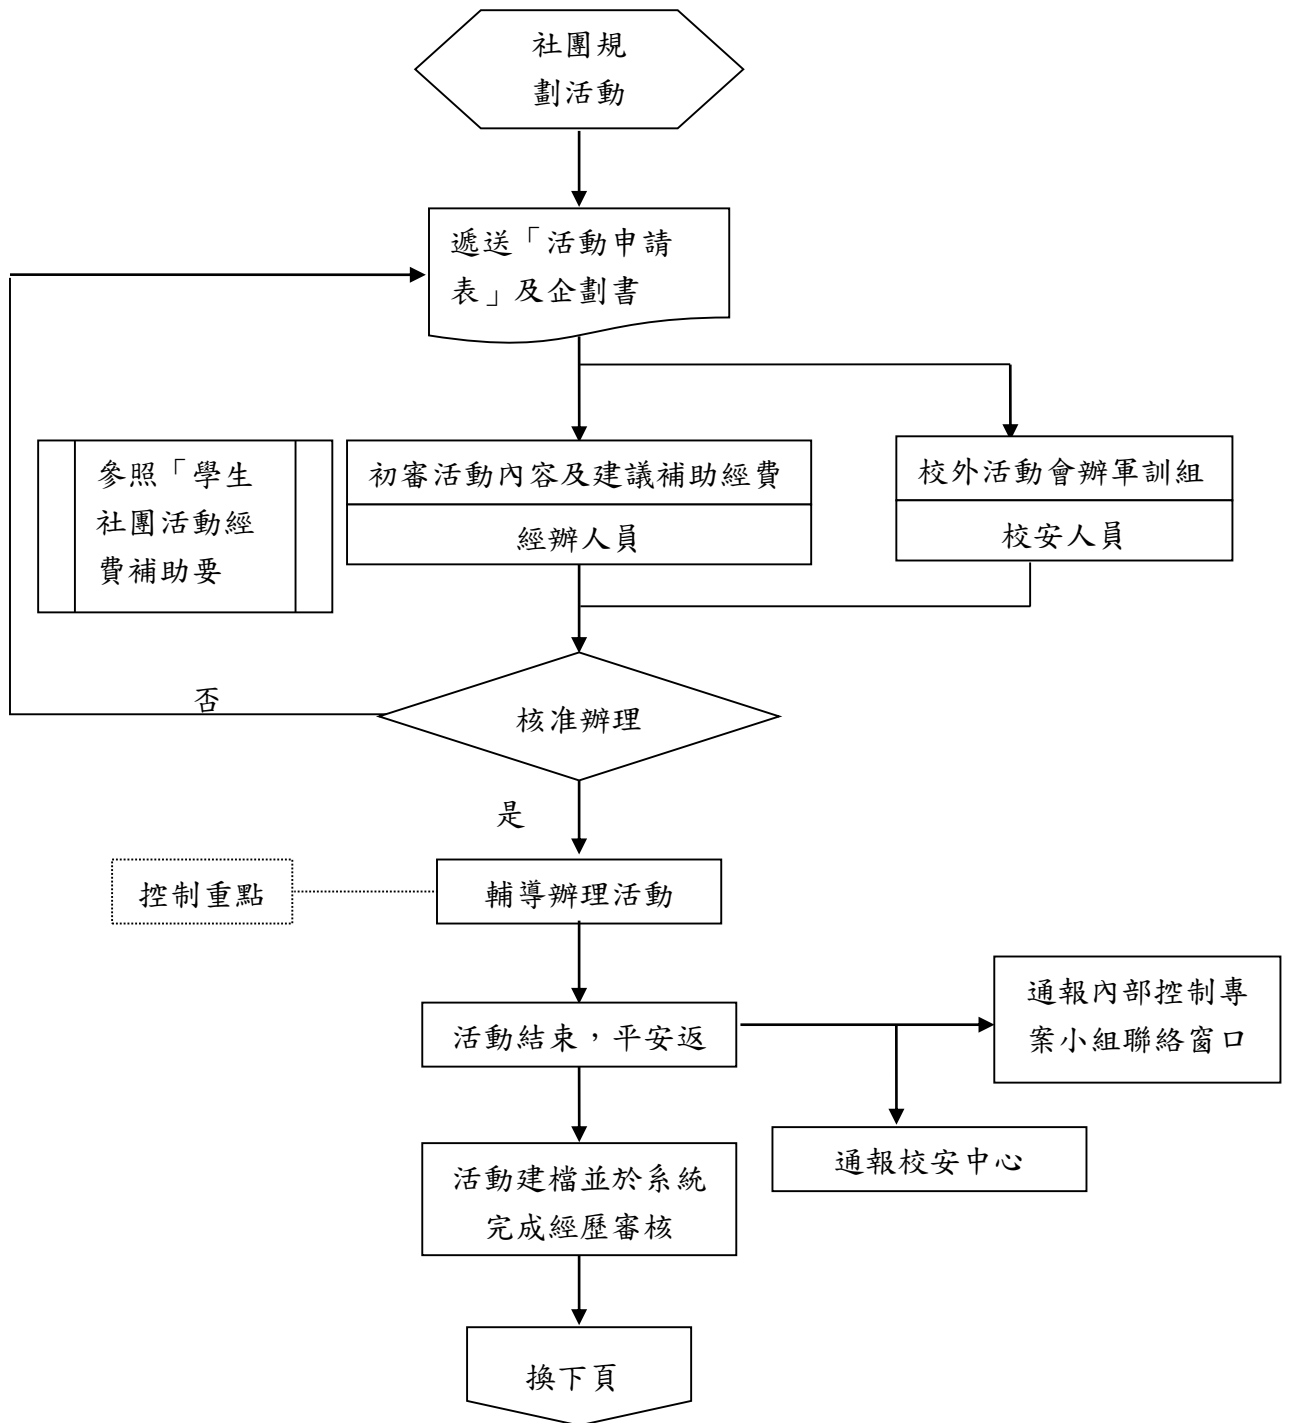 社團規
劃活動
遞送「活動申請
表」及企劃書
參照「學生
社團活動經
費補助要
初審活動內容及建議補助經費
經辦人員
校外活動會辦軍訓組
校安人員
否
核准辦理
是
控制重點
輔導辦理活動
活動結束，平安返
通報內部控制專
案小組聯絡窗口
通報校安中心
活動建檔並於系統
完成經歷審核
換下頁